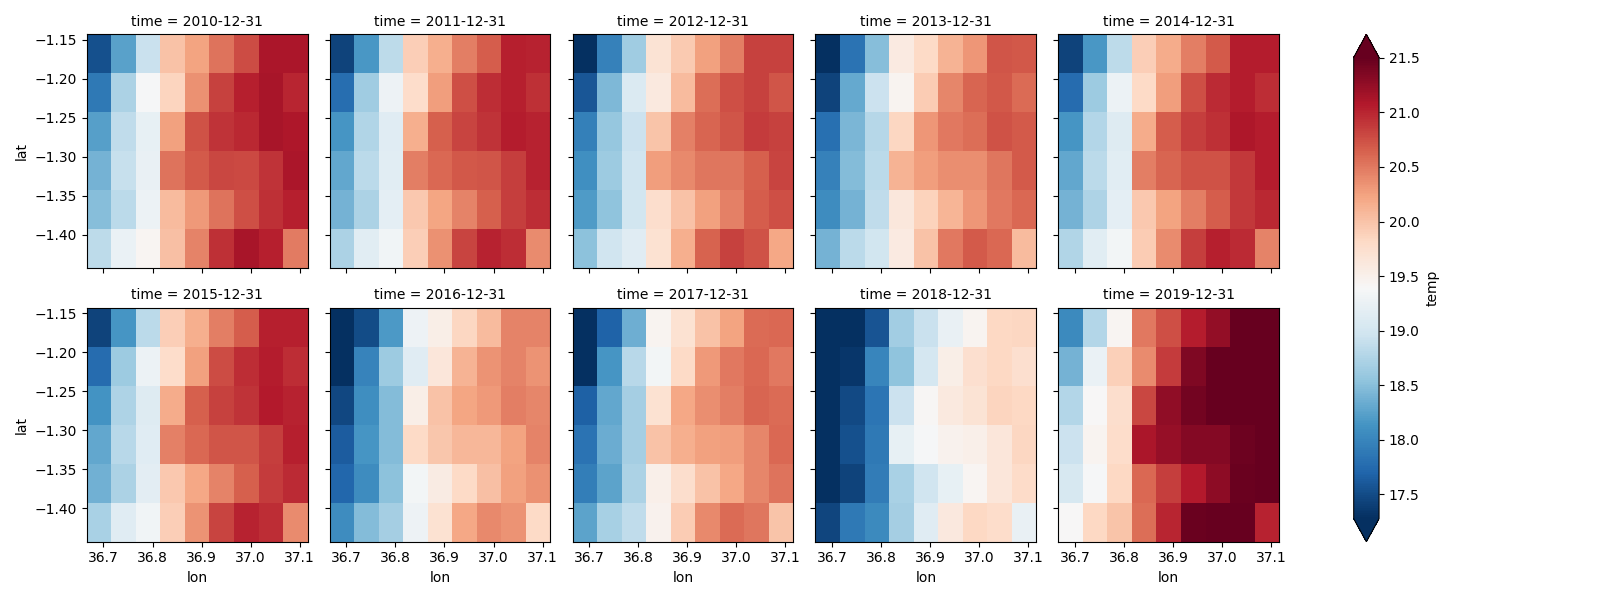 time = 2010-12-31
time = 2011-12-31
time = 2012-12-31
time = 2013-12-31
time = 2014-12-31
−1.15
−1.20
−1.25
−1.30
−1.35
−1.40
lat
time = 2015-12-31
time = 2016-12-31
time = 2017-12-31
time = 2018-12-31
time = 2019-12-31
−1.15
−1.20
−1.25
−1.30
−1.35
−1.40
lat
36.7 36.8 36.9 37.0 37.1
lon
36.7 36.8 36.9 37.0 37.1
lon
36.7 36.8 36.9 37.0 37.1
lon
36.7 36.8 36.9 37.0 37.1
lon
36.7 36.8 36.9 37.0 37.1
lon
21.5
21.0
20.5
20.0
19.5
19.0
18.5
18.0
17.5
temp